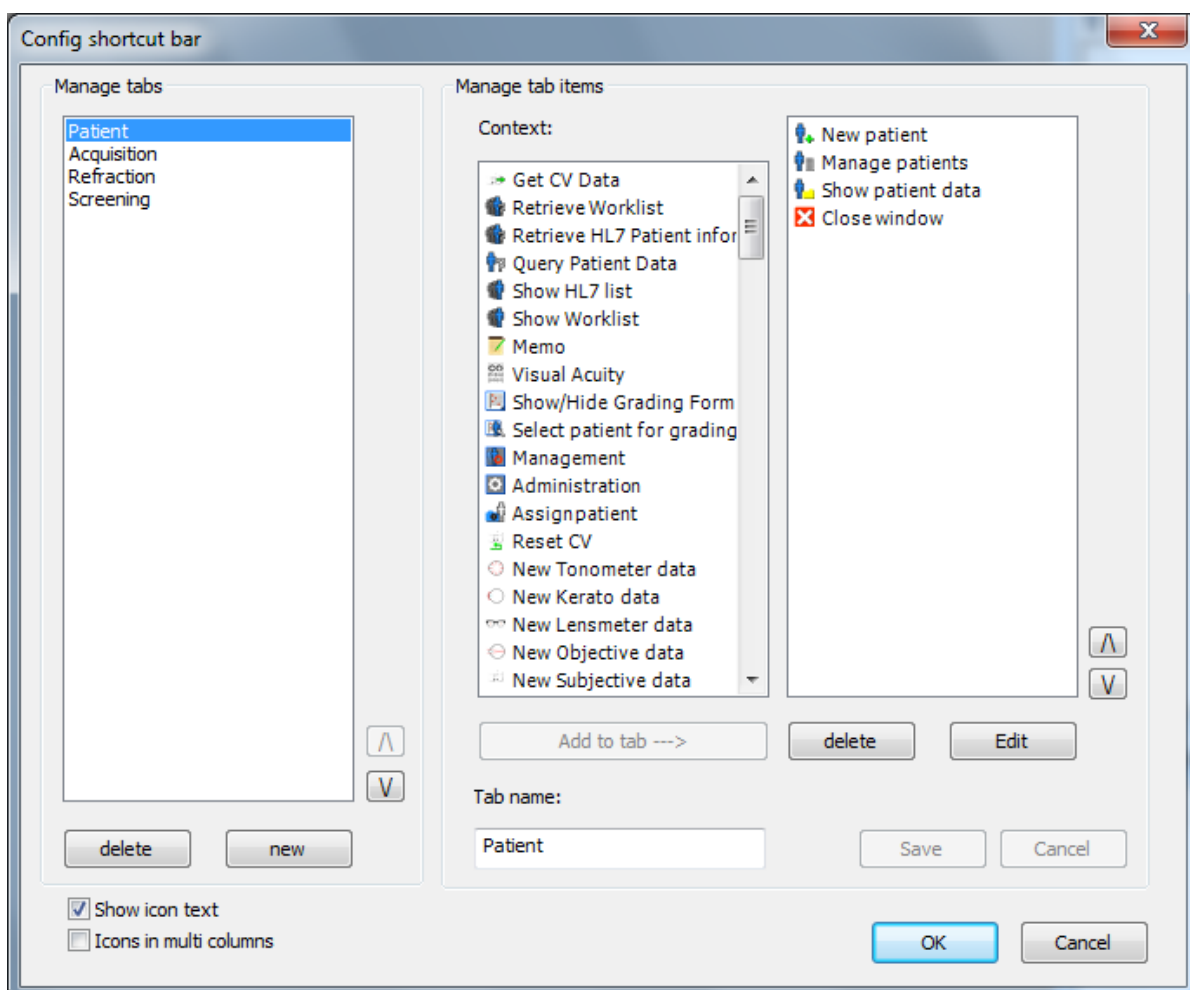 Config shortcut bar
x
Manage tabs
Patient
Acquisition
Refraction
Screening
/\
V
delete
new
Manage tab items
Context:
Get CV Data
Retrieve Worklist
Retrieve HL7 Patient infor
Query Patient Data
Show HL7 list
Show Worklist
Memo
Visual Acuity
Show/Hide Grading Form
Select patient for grading
Management
Administration
Assign patient
Reset CV
New Tonometer data
New Kerato data
New Lensmeter data
New Objective data
New Subjective data
New patient
Manage patients
Show patient data
Close window
/\
V
Add to tab --->
delete
Edit
Tab name:
Patient
Save
Cancel
Show icon text
Icons in multi columns
OK
Cancel